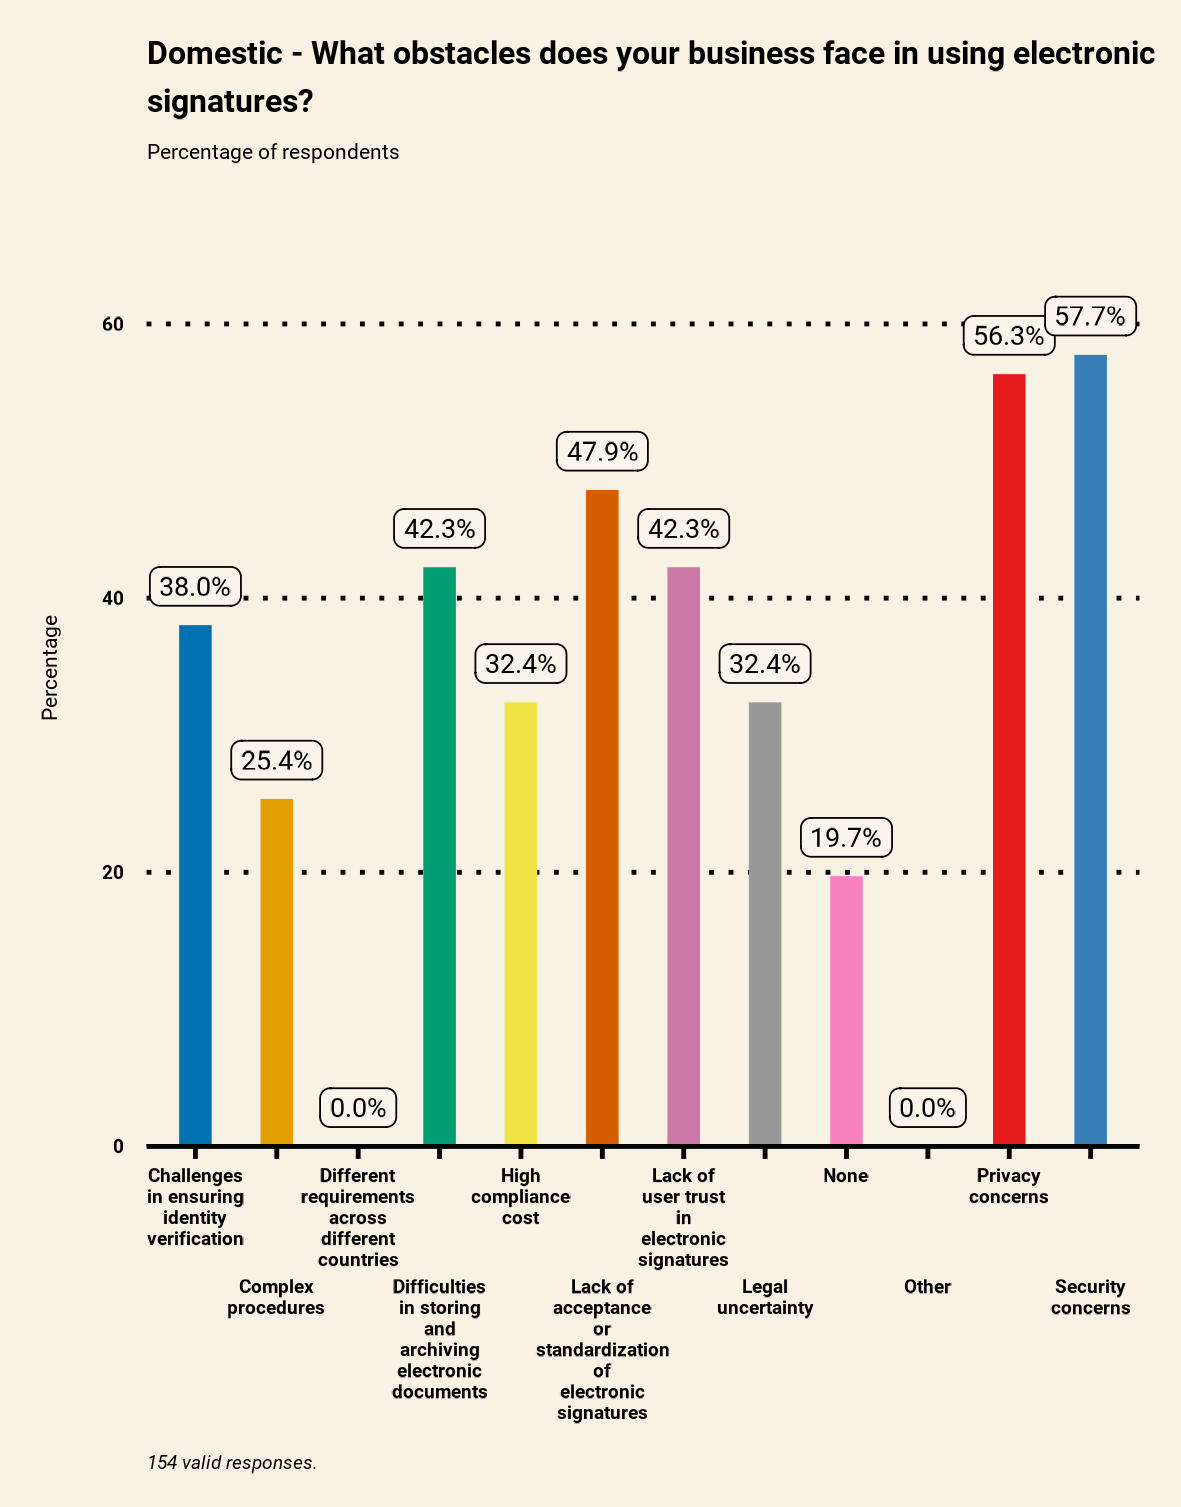 Domestic - What obstacles does your business face in using electronic
signatures?
Percentage of respondents
Percentage
60
40
20
0
38.0%
25.4%
0.0%
42.3%
32.4%
47.9%
42.3%
32.4%
19.7%
0.0%
56.3%
57.7%
Challenges
in ensuring
identity
verification
Complex
procedures
Different
requirements
across
different
countries
Difficulties
in storing
and
archiving
electronic
documents
High
compliance
cost
Lack of
acceptance
or
standardization
of
electronic
signatures
Lack of
user trust
in
electronic
signatures
Legal
uncertainty
None
Other
Privacy
concerns
Security
concerns
154 valid responses.